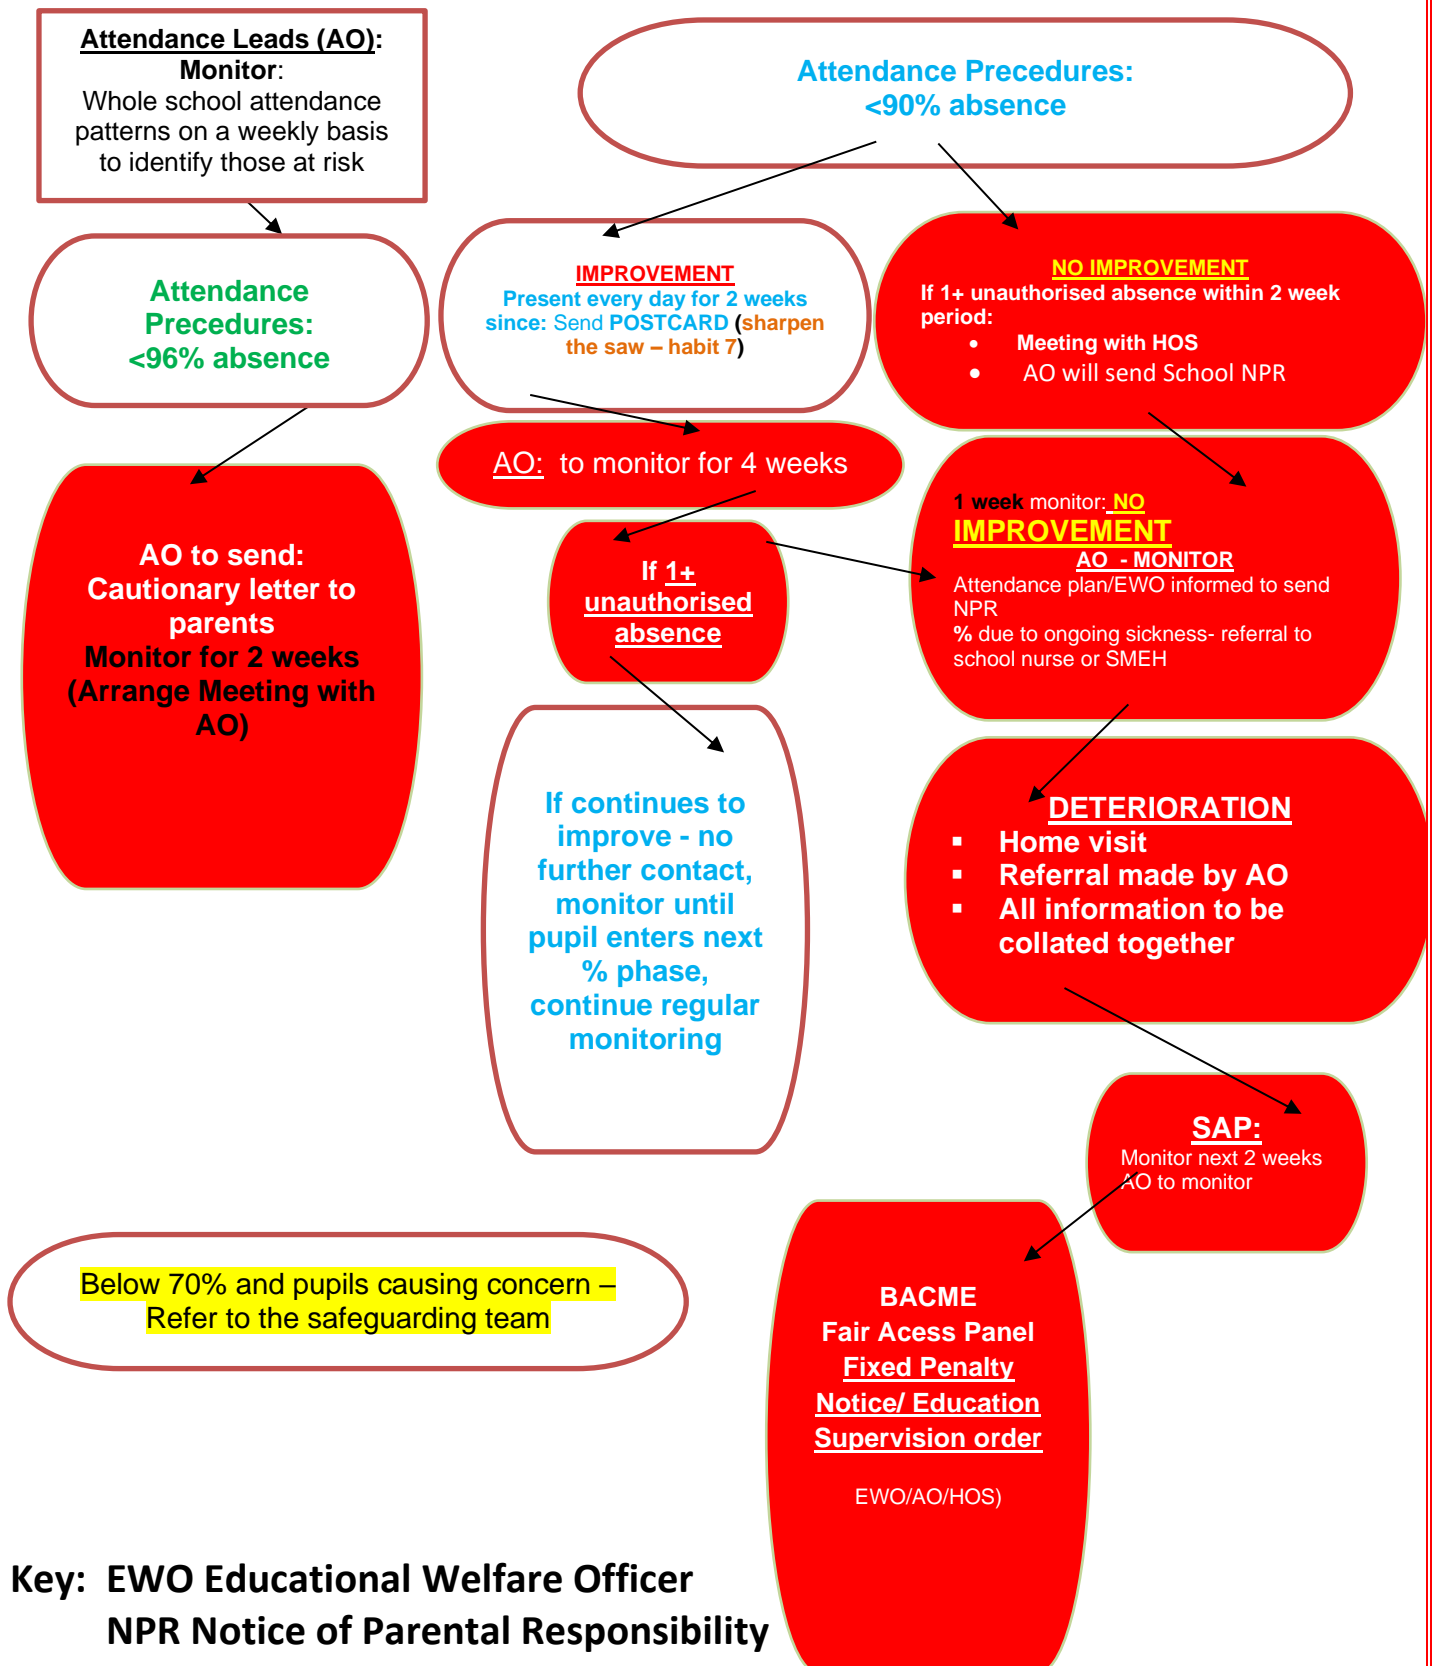 Attendance Leads (AO):
Monitor:
Whole school attendance
patterns on a weekly basis
to identify those at risk
Attendance Precedures:
<90% absence
Attendance
Precedures:
<96% absence
IMPROVEMENT
Present every day for 2 weeks
since: Send POSTCARD (sharpen
the saw – habit 7)
NO IMPROVEMENT
If 1+ unauthorised absence within 2 week
period:
• Meeting with HOS
• AO will send School NPR
AO: to monitor for 4 weeks
AO to send:
Cautionary letter to
parents
Monitor for 2 weeks
(Arrange Meeting with
AO)
If 1+
unauthorised
absence
1 week monitor: NO
IMPROVEMENT
AO - MONITOR
Attendance plan/EWO informed to send
NPR
% due to ongoing sickness- referral to
school nurse or SMEH
If continues to
improve - no
further contact,
monitor until
pupil enters next
% phase,
continue regular
monitoring
DETERIORATION
▪ Home visit
▪ Referral made by AO
▪ All information to be
collated together
SAP:
Monitor next 2 weeks
AO to monitor
Below 70% and pupils causing concern –
Refer to the safeguarding team
BACME
Fair Acess Panel
Fixed Penalty
Notice/ Education
Supervision order
EWO/AO/HOS)
Key: EWO Educational Welfare Officer
NPR Notice of Parental Responsibility